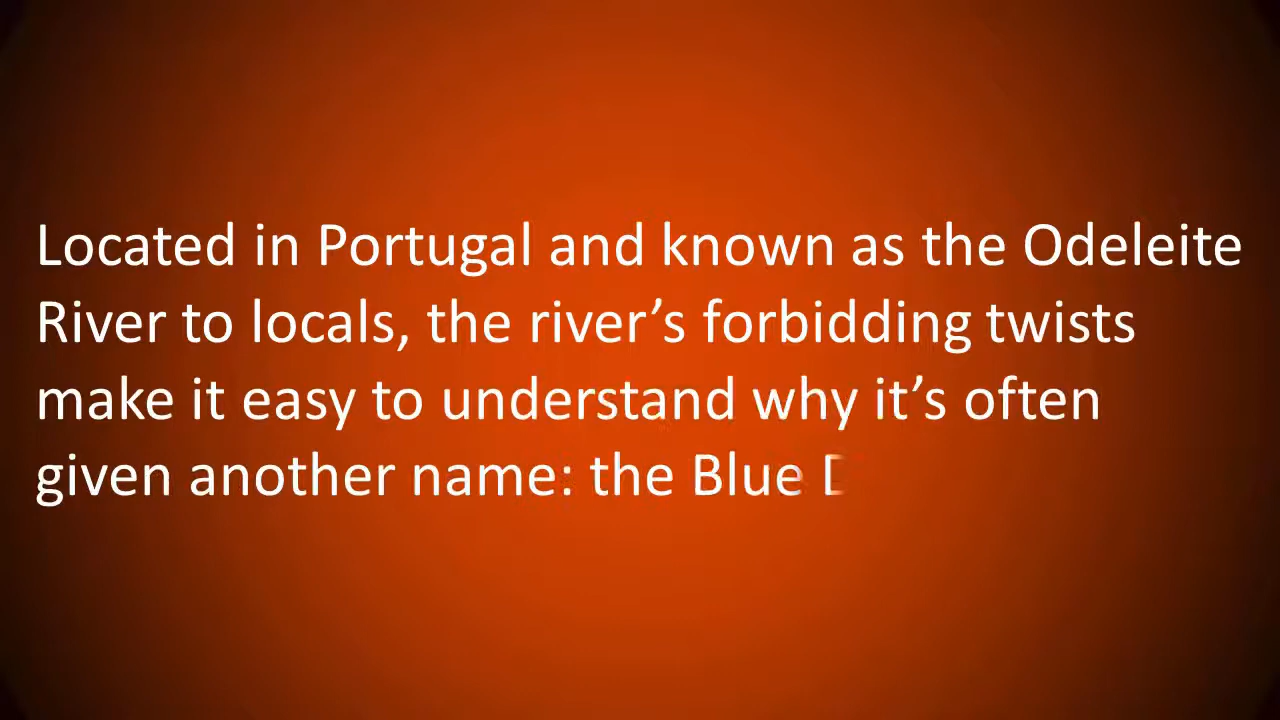 Located in Portugal and known as the Odeleite
River to locals, the river’s forbidding twists
make it easy to understand why it’s often
given another name: the Blue